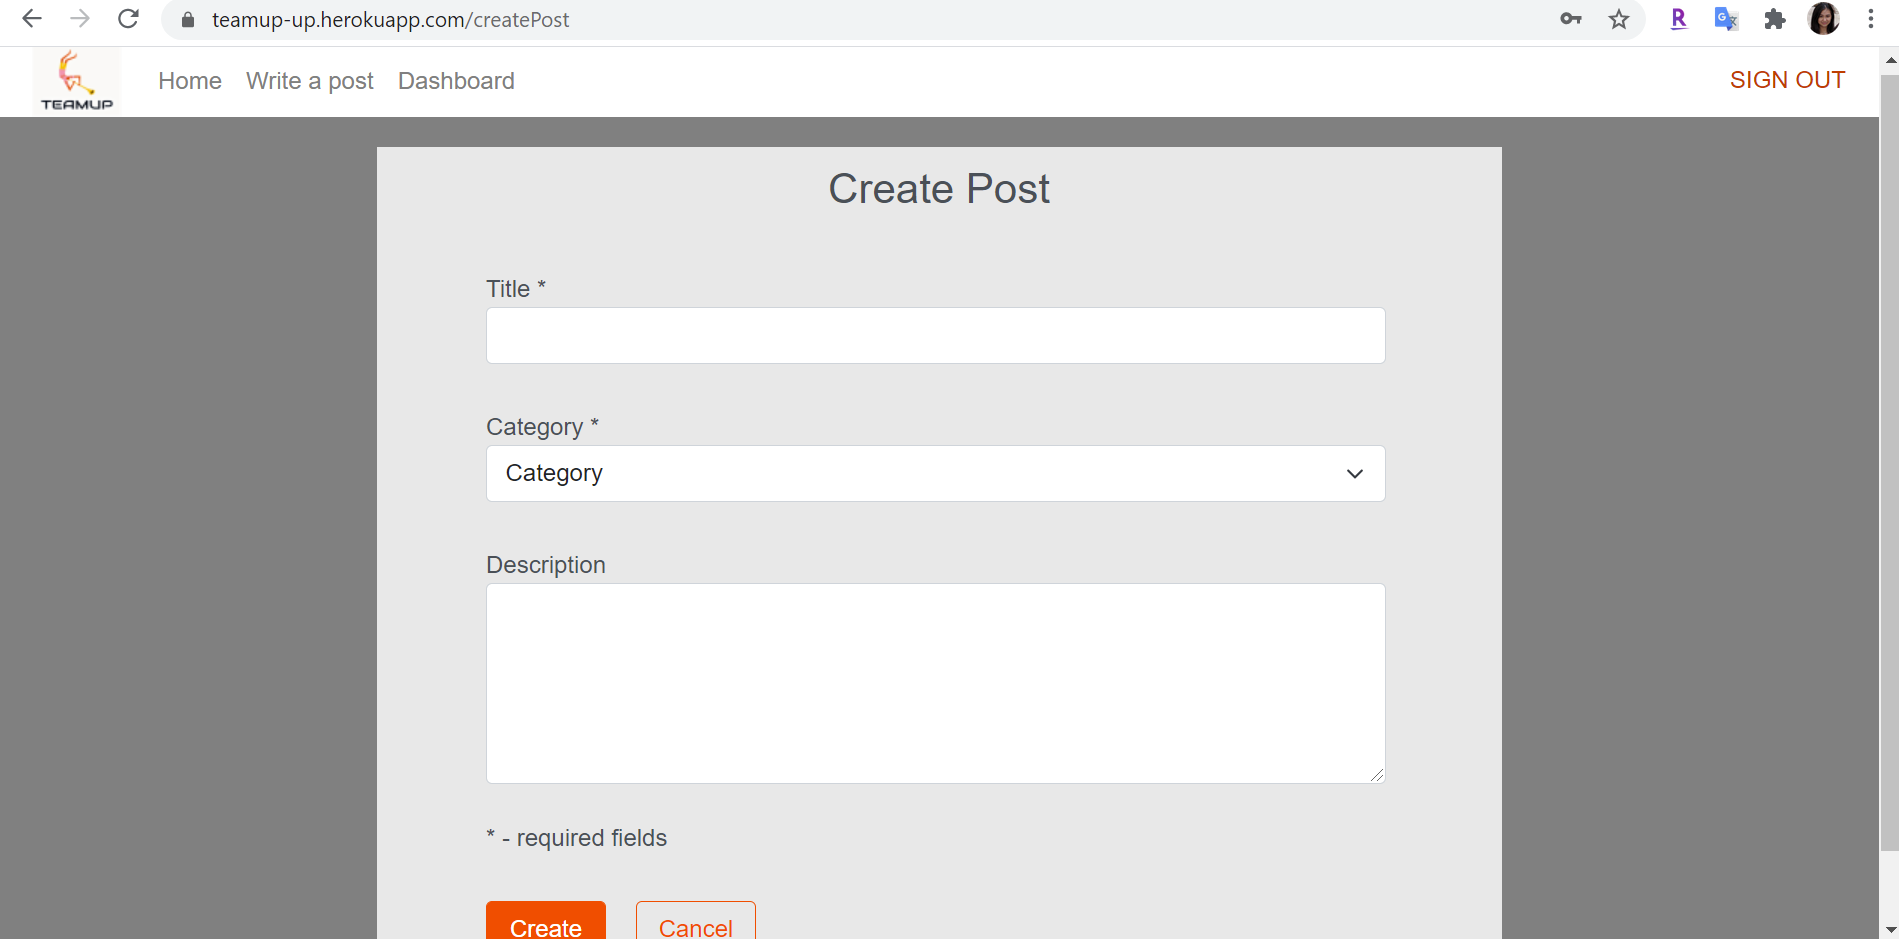 teamup-up.herokuapp.com/createPost
R
G
TEAMUP
Home Write a post Dashboard
SIGN OUT
Create Post
Title *
Category *
Category
Description
* - required fields
Create Cancel